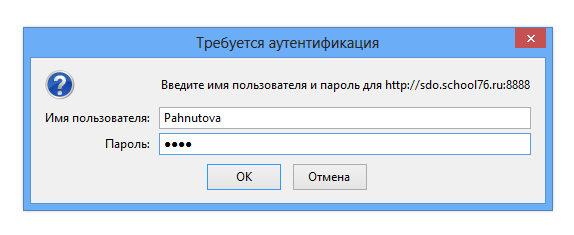 Требуется аутентификация
Введите имя пользователя и пароль для http://sdo.school76.ru:8888
Имя пользователя: Pahnutova
Пароль: ••••
OK Отмена